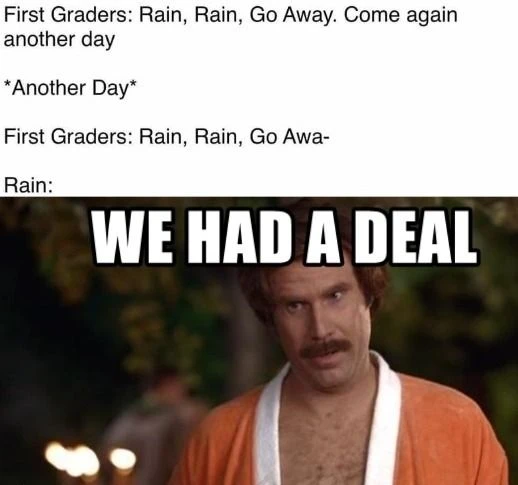 First Graders: Rain, Rain, Go Away. Come again
another day
*Another Day*
First Graders: Rain, Rain, Go Awa-
Rain:
WE HAD A DEAL